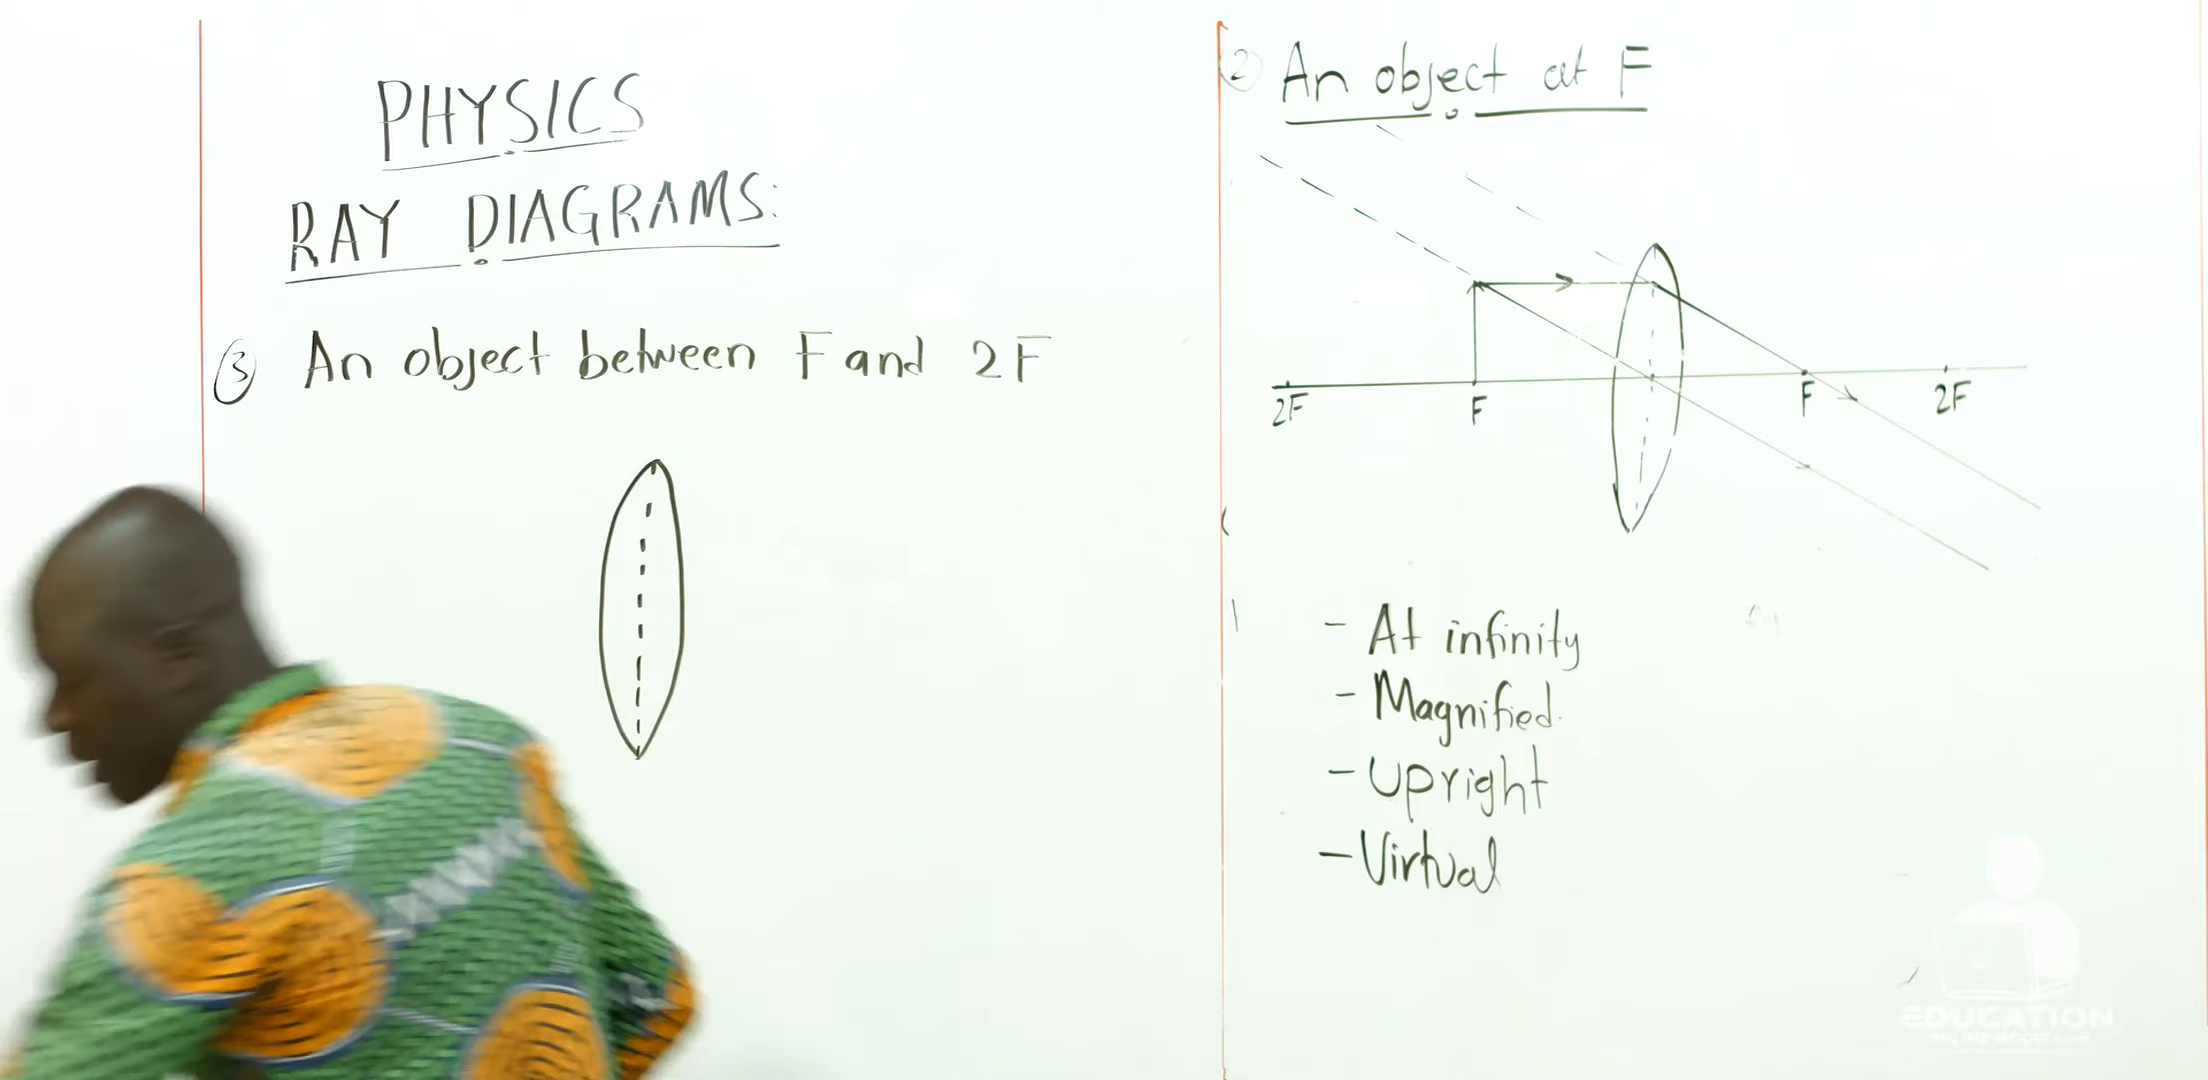 PHYSICS
RAY DIAGRAMS:
3 An object between F and 2F
2 An object at F
2F F F 2F
- At infinity
- Magnified.
- Upright
- Virtual
EDUCATION